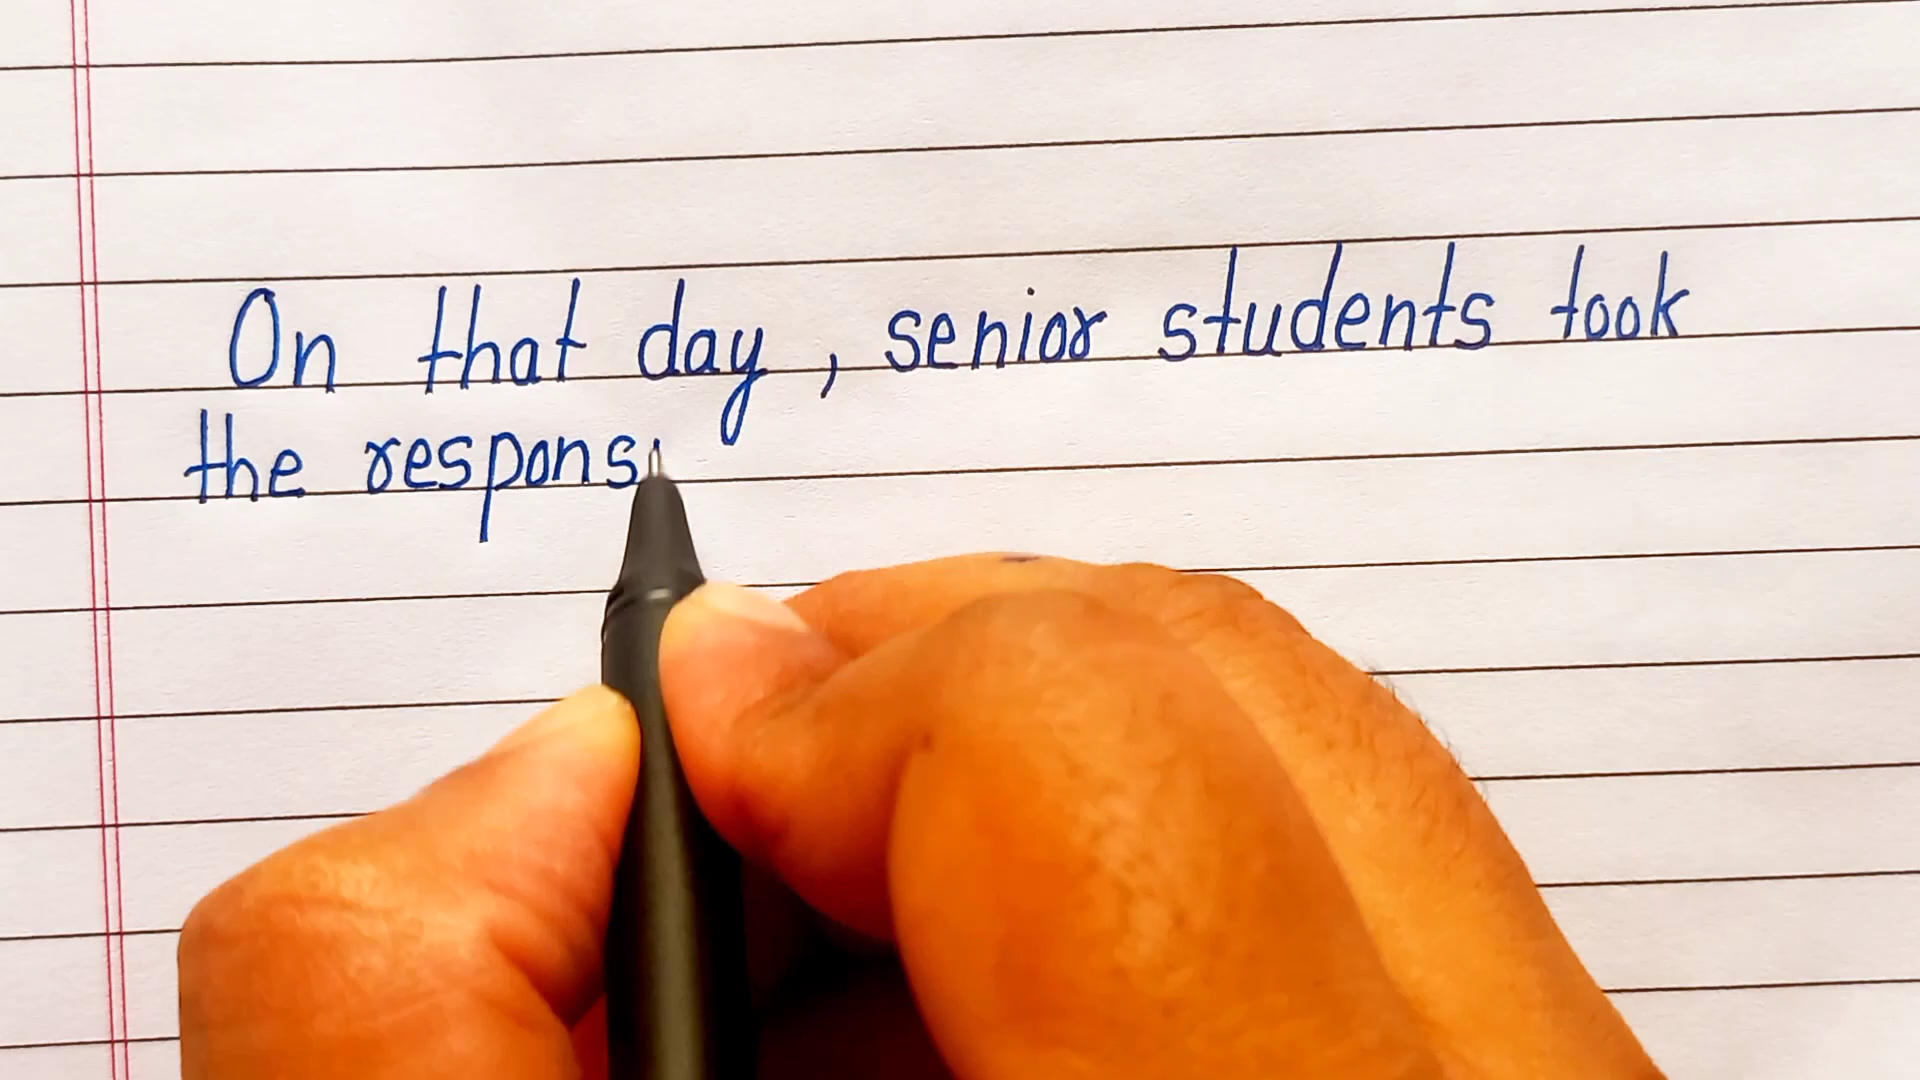 On that day , senior students took
the respons